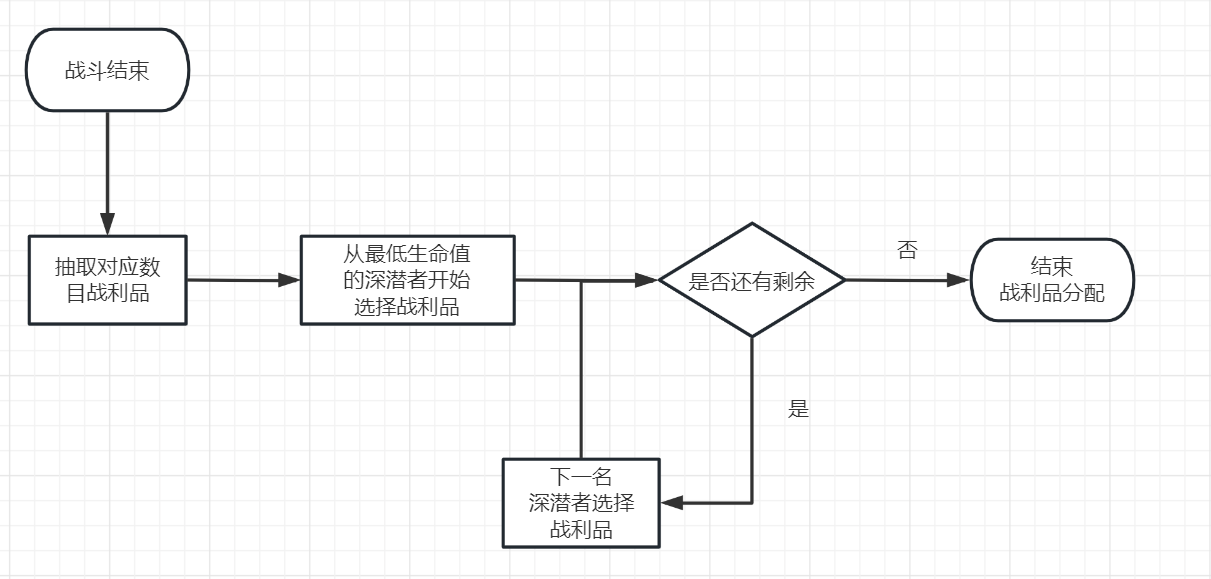 战斗结束
抽取对应数
目战利品
从最低生命值
的深潜者开始
选择战利品
是否还有剩余
否
结束
战利品分配
是
下一名
深潜者选择
战利品